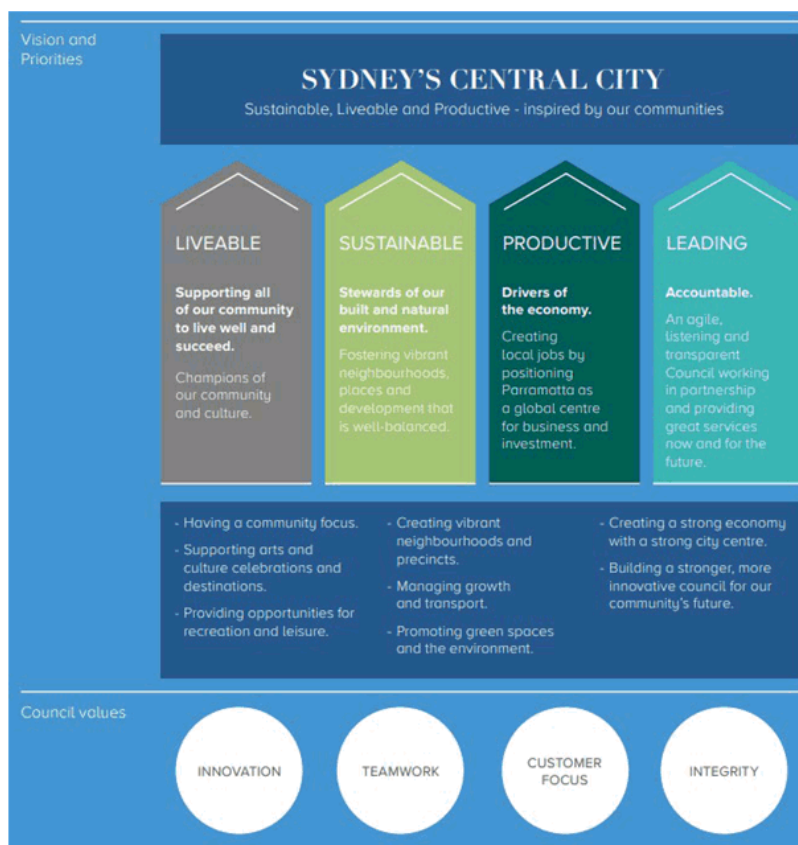 Vision and
Priorities
SYDNEY'S CENTRAL CITY
Sustainable, Liveable and Productive - inspired by our communities
LIVEABLE
Supporting all
of our community
to live well and
succeed.
Champions of
our community
and culture.
SUSTAINABLE
Stewards of our
built and natural
environment.
Fostering vibrant
neighbourhoods,
places and
development that
is well-balanced.
PRODUCTIVE
Drivers of
the economy.
Creating
local jobs by
positioning
Parramatta as
a global centre
for business and
investment.
LEADING
Accountable.
An agile,
listening and
transparent
Council working
in partnership
and providing
great services
now and for the
future.
- Having a community focus.
- Supporting arts and
culture celebrations and
destinations.
- Providing opportunities for
recreation and leisure.
- Creating vibrant
neighbourhoods and
precincts.
- Managing growth
and transport.
- Promoting green spaces
and the environment.
- Creating a strong economy
with a strong city centre.
- Building a stronger, more
innovative council for our
community's future.
Council values
INNOVATION
TEAMWORK
CUSTOMER
FOCUS
INTEGRITY